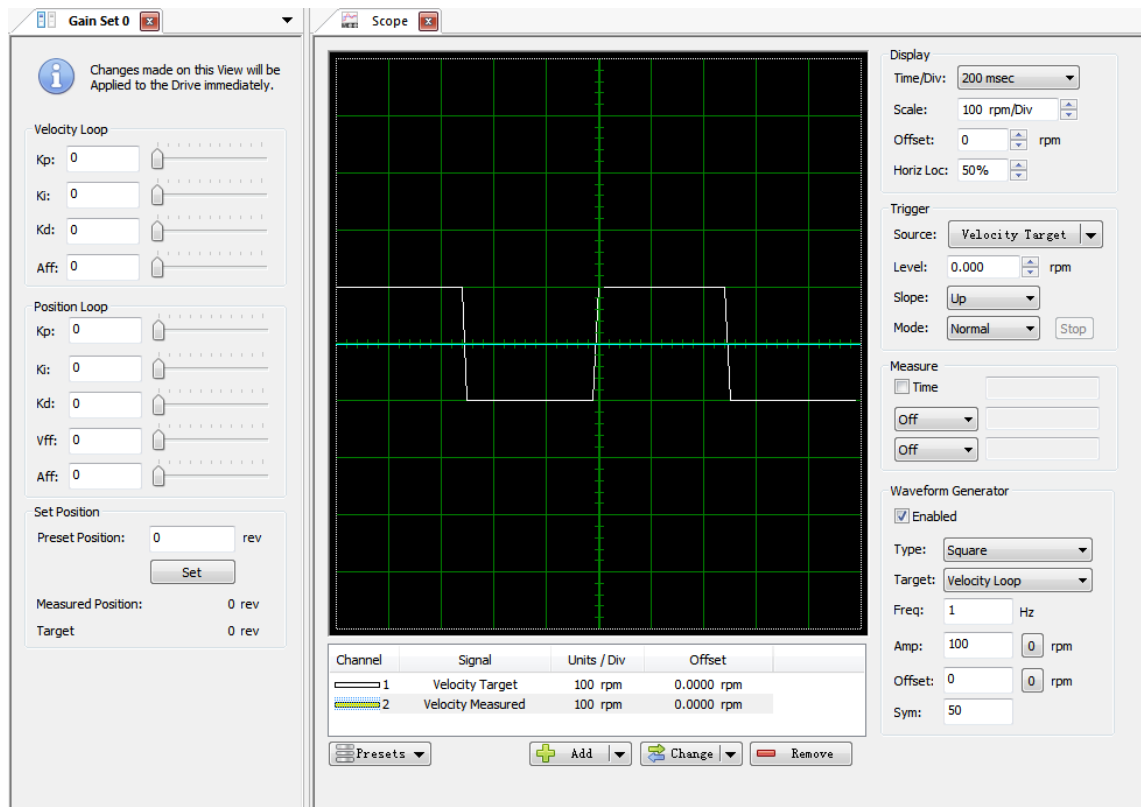 Gain Set 0
Changes made on this View will be
Applied to the Drive immediately.
Velocity Loop
Kp: 0
Ki: 0
Kd: 0
Aff: 0
Position Loop
Kp: 0
Ki: 0
Kd: 0
Vff: 0
Aff: 0
Set Position
Preset Position: 0 rev
Set
Measured Position: 0 rev
Target 0 rev
Scope
Channel Signal Units / Div Offset
1 Velocity Target 100 rpm 0.0000 rpm
2 Velocity Measured 100 rpm 0.0000 rpm
Presets Add Change Remove
Display
Time/Div: 200 msec
Scale: 100 rpm/Div
Offset: 0 rpm
Horiz Loc: 50%
Trigger
Source: Velocity Target
Level: 0.000 rpm
Slope: Up
Mode: Normal Stop
Measure
Time
Off
Off
Waveform Generator
Enabled
Type: Square
Target: Velocity Loop
Freq: 1 Hz
Amp: 100 0 rpm
Offset: 0 0 rpm
Sym: 50